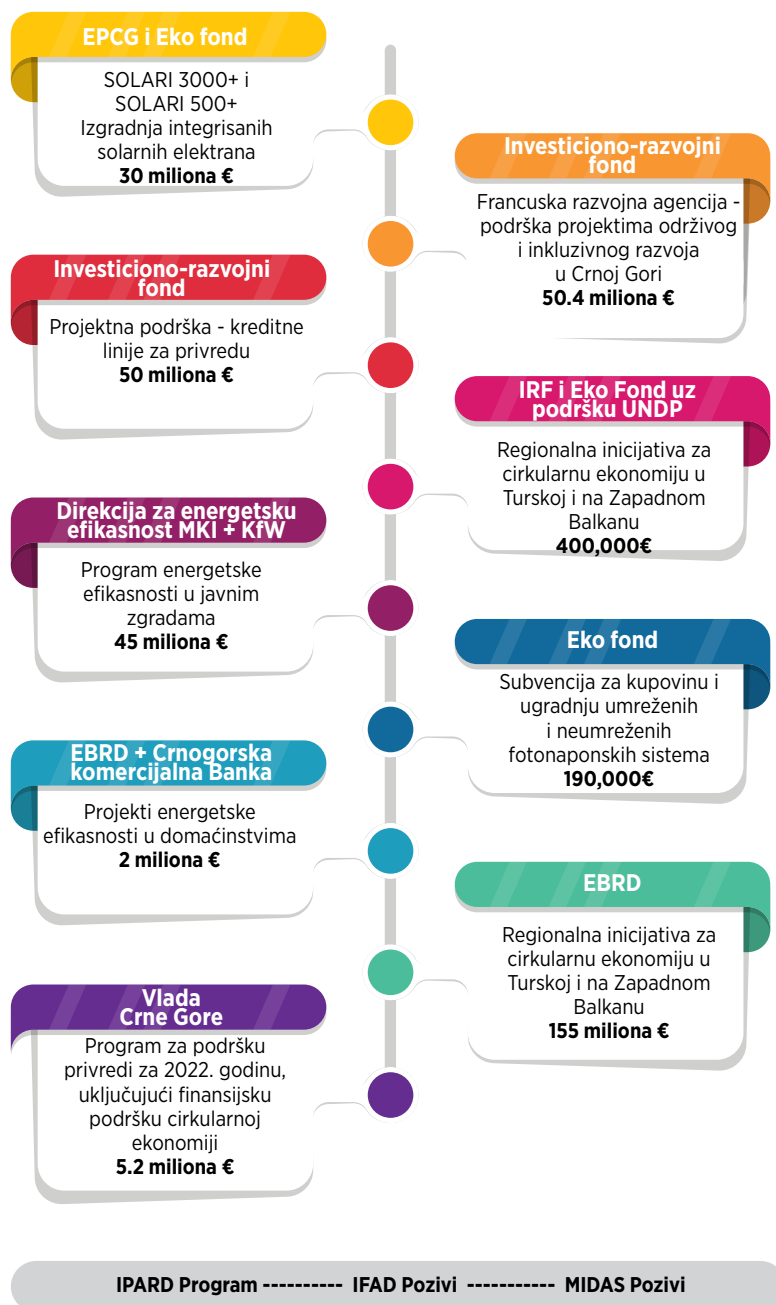 EPCG i Eko fond
SOLARI 3000+ i
SOLARI 500+
Izgradnja integrisanih
solarnih elektrana
30 miliona €
Investiciono-razvojni
fond
Francuska razvojna agencija -
podrška projektima održivog
i inkluzivnog razvoja
u Crnoj Gori
50.4 miliona €
Investiciono-razvojni
fond
Projektna podrška - kreditne
linije za privredu
50 miliona €
IRF i Eko Fond uz
podršku UNDP
Regionalna inicijativa za
cirkularnu ekonomiju u
Turskoj i na Zapadnom
Balkanu
400,000€
Direkcija za energetsku
efikasnost MKI + KfW
Program energetske
efikasnosti u javnim
zgradama
45 miliona €
Eko fond
Subvencija za kupovinu i
ugradnju umreženih
i neumreženih
fotonaponskih sistema
190,000€
EBRD + Crnogorska
komercijalna Banka
Projekti energetske
efikasnosti u domaćinstvima
2 miliona €
EBRD
Regionalna inicijativa za
cirkularnu ekonomiju u
Turskoj i na Zapadnom
Balkanu
155 miliona €
Vlada
Crne Gore
Program za podršku
privredi za 2022. godinu,
uključujući finansijsku
podršku cirkularnoj
ekonomiji
5.2 miliona €
IPARD Program ---------- IFAD Pozivi ----------- MIDAS Pozivi